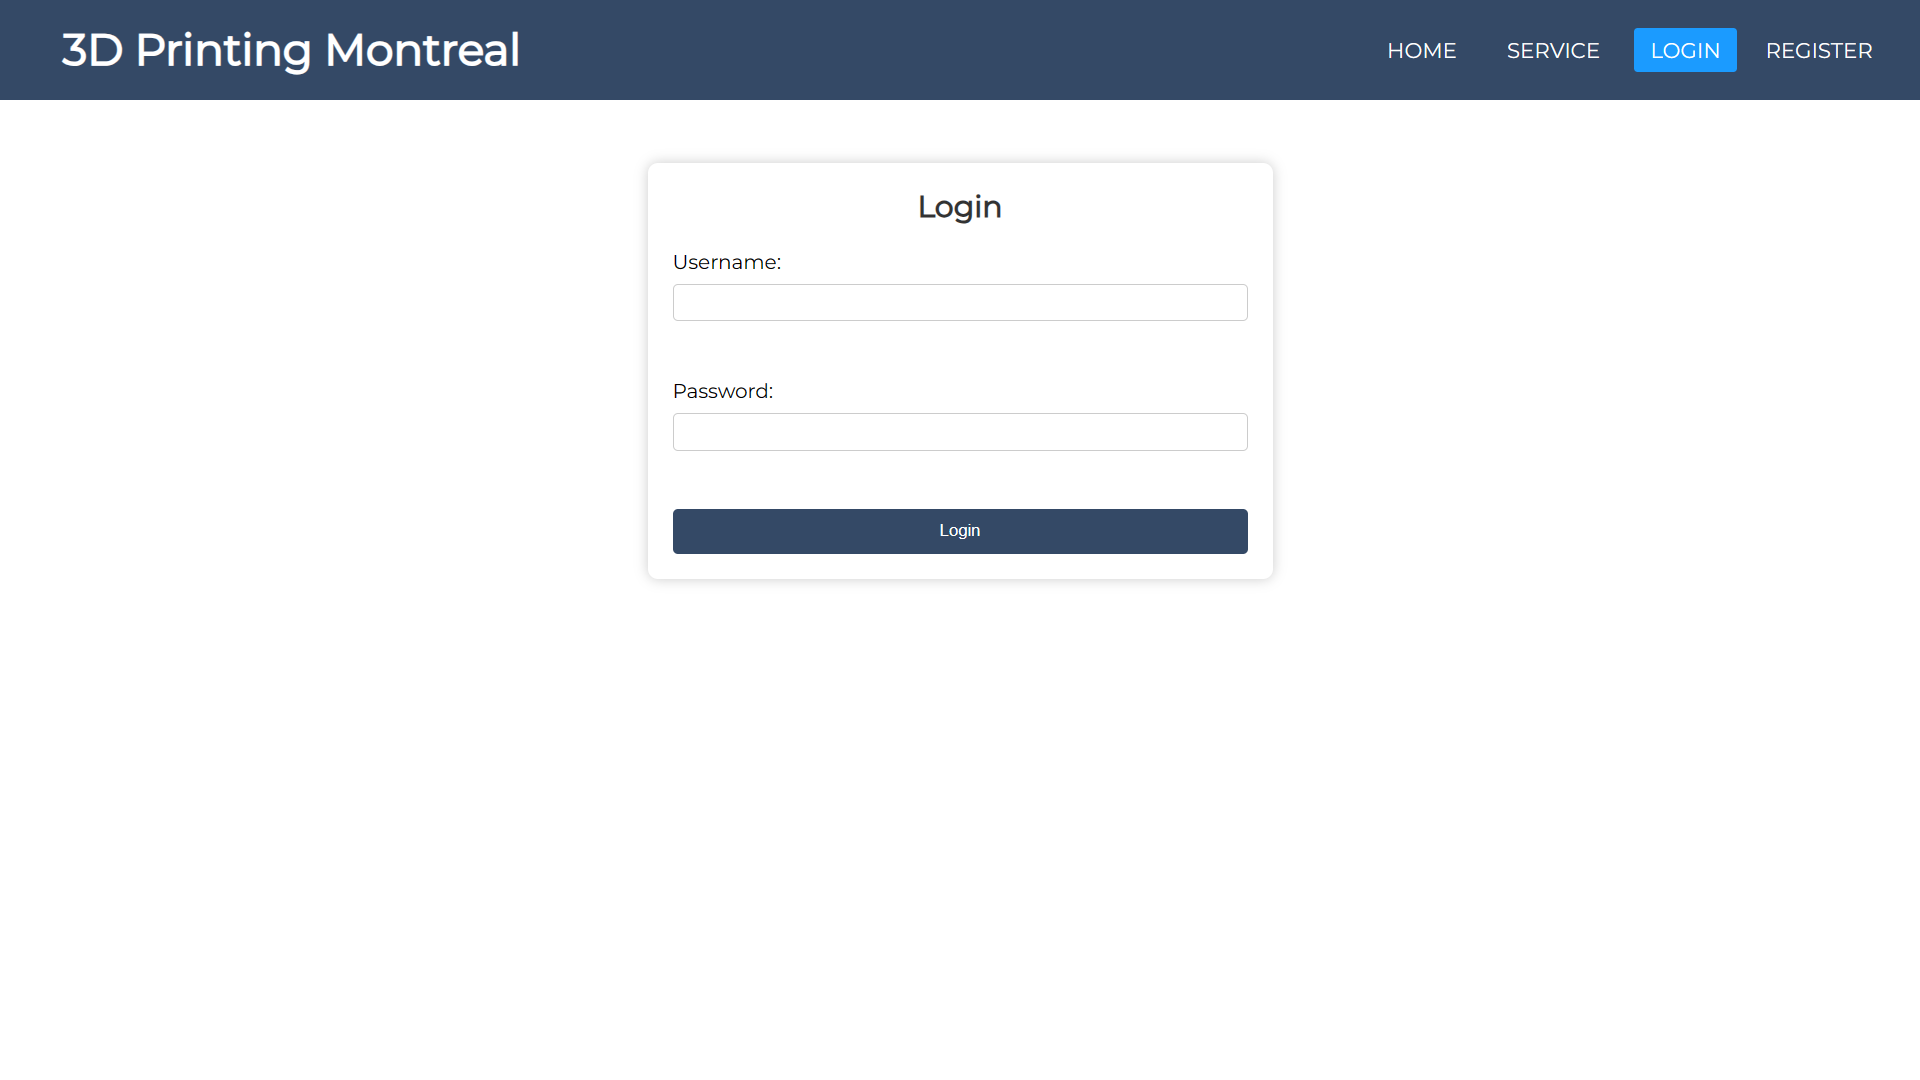 3D Printing Montreal
HOME SERVICE LOGIN REGISTER
Login
Username:
Password:
Login